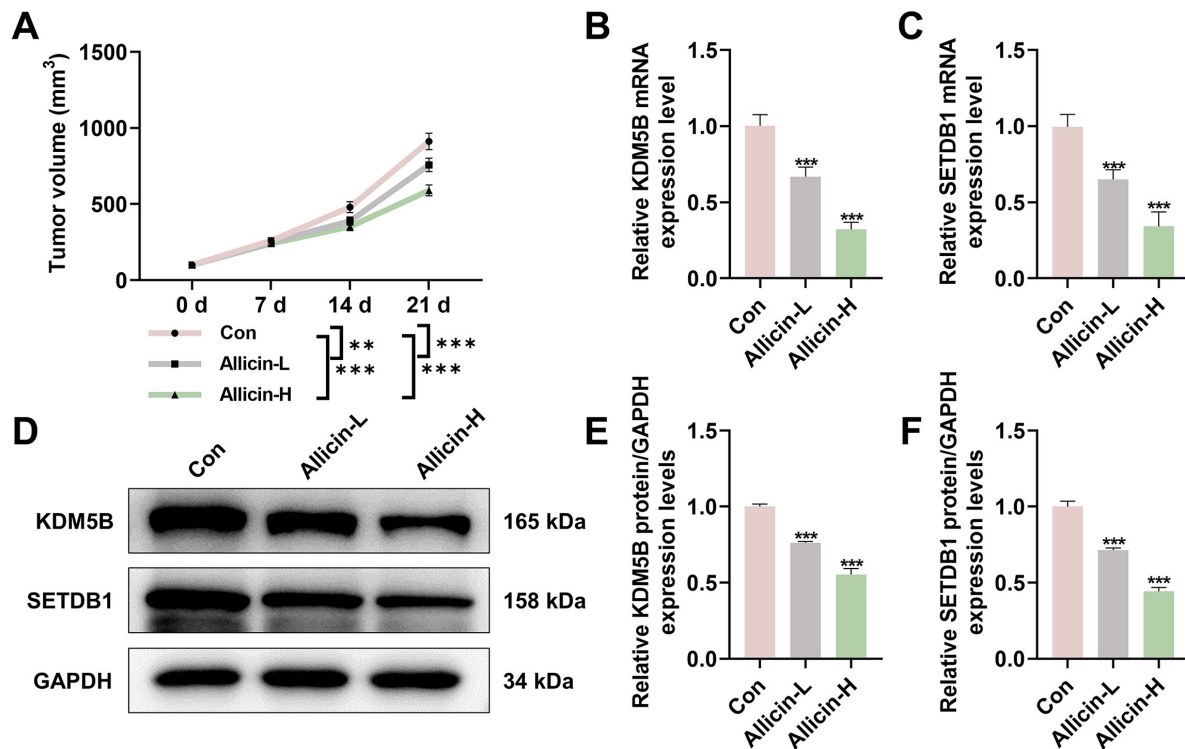 A
Tumor volume (mm³)
1500
1000
500
0
0 d 7 d 14 d 21 d
Con
Allicin-L
Allicin-H
** ***
*** ***
B
Relative KDM5B mRNA
expression level
1.5
1.0
0.5
0.0
***
***
Con
Allicin-L
Allicin-H
C
Relative SETDB1 mRNA
expression level
1.5
1.0
0.5
0.0
***
***
Con
Allicin-L
Allicin-H
D
Con
Allicin-L
Allicin-H
KDM5B 165 kDa
SETDB1 158 kDa
GAPDH 34 kDa
E
Relative KDM5B protein/GAPDH
expression levels
1.5
1.0
0.5
0.0
***
***
Con
Allicin-L
Allicin-H
F
Relative SETDB1 protein/GAPDH
expression levels
1.5
1.0
0.5
0.0
***
***
Con
Allicin-L
Allicin-H